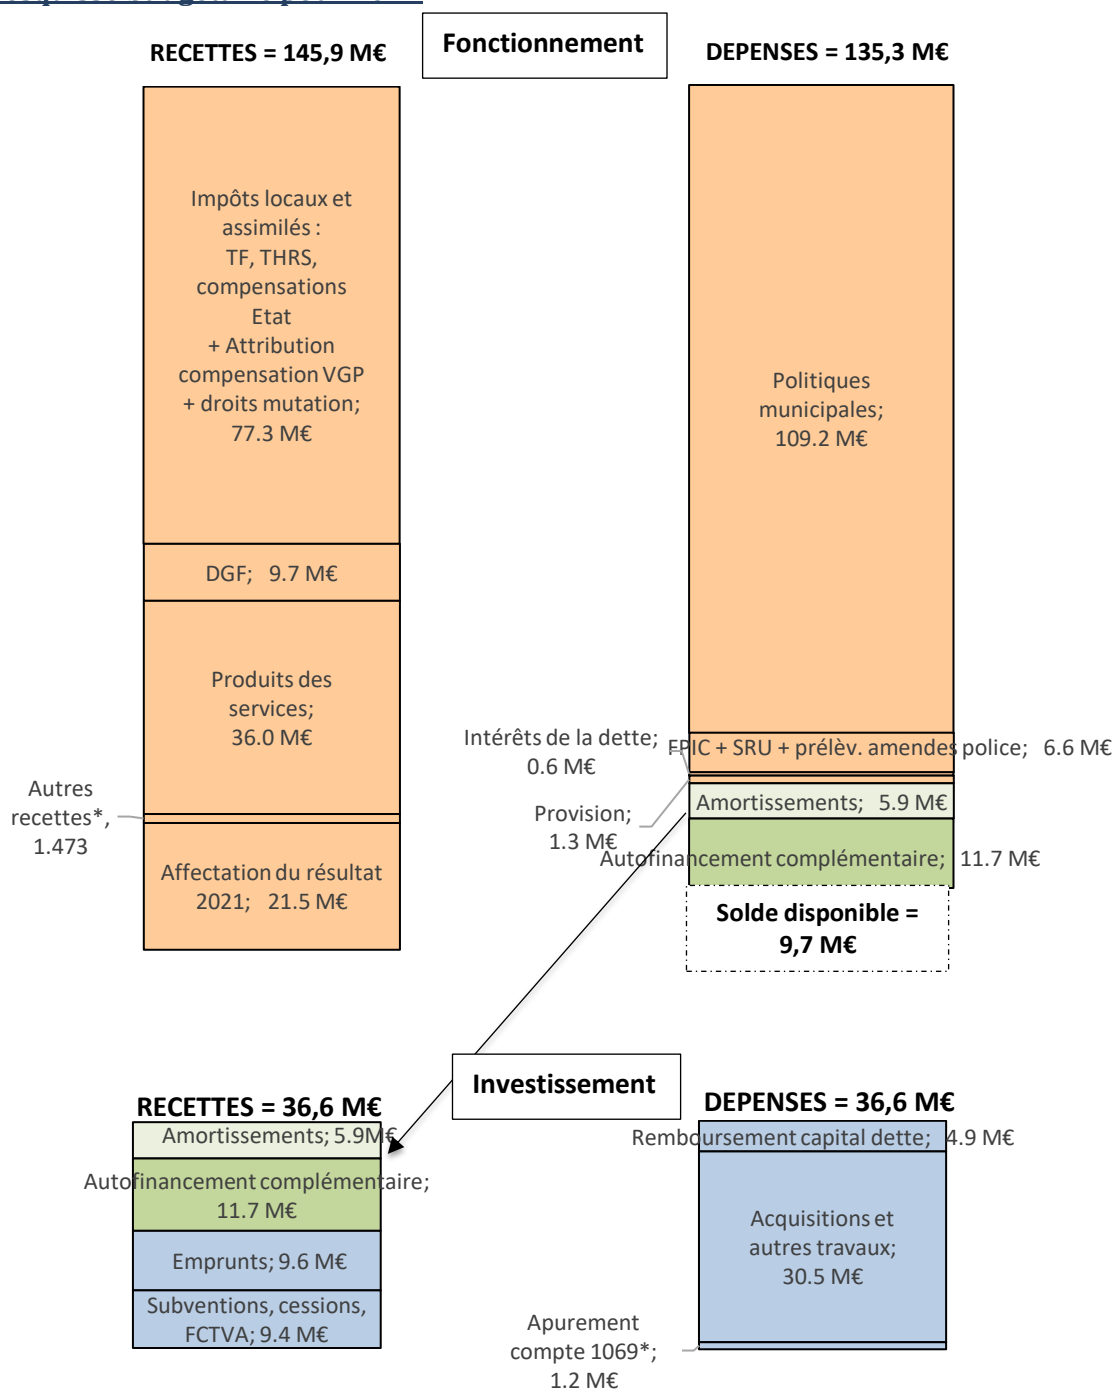 Fonctionnement
RECETTES = 145,9 M€
DEPENSES = 135,3 M€
Impôts locaux et
assimilés :
TF, THRS,
compensations
Etat
+ Attribution
compensation VGP
+ droits mutation;
77.3 M€
DGF; 9.7 M€
Produits des
services;
36.0 M€
Autres
recettes*,
1.473
Affectation du résultat
2021; 21.5 M€
Politiques
municipales;
109.2 M€
FPIC + SRU + prélèv. amendes police; 6.6 M€
Intérêts de la dette;
0.6 M€
Provision;
1.3 M€
Amortissements; 5.9 M€
Autofinancement complémentaire; 11.7 M€
Solde disponible =
9,7 M€
Investissement
RECETTES = 36,6 M€
DEPENSES = 36,6 M€
Amortissements; 5.9M€
Autofinancement complémentaire;
11.7 M€
Emprunts; 9.6 M€
Subventions, cessions,
FCTVA; 9.4 M€
Remboursement capital dette; 4.9 M€
Acquisitions et
autres travaux;
30.5 M€
Apurement
compte 1069*;
1.2 M€